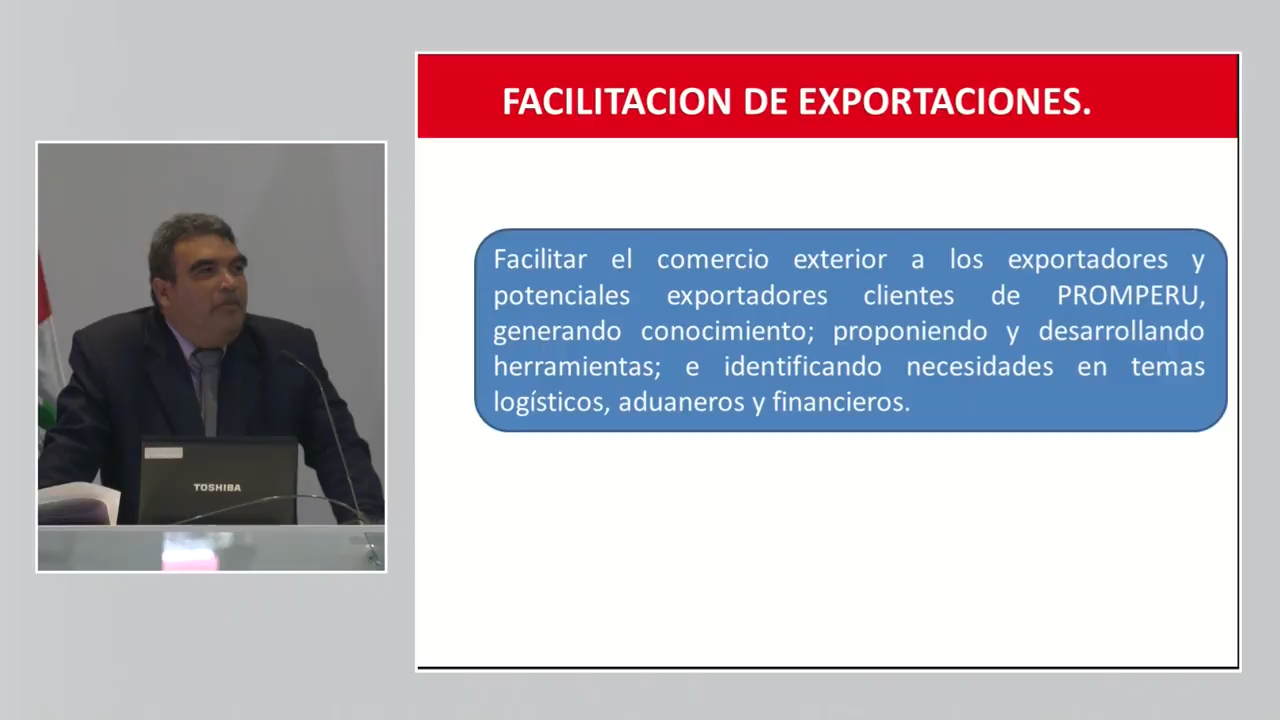 FACILITACION DE EXPORTACIONES.
Facilitar el comercio exterior a los exportadores y
potenciales exportadores clientes de PROMPERU,
generando conocimiento; proponiendo y desarrollando
herramientas; e identificando necesidades en temas
logísticos, aduaneros y financieros.
TOSHIBA